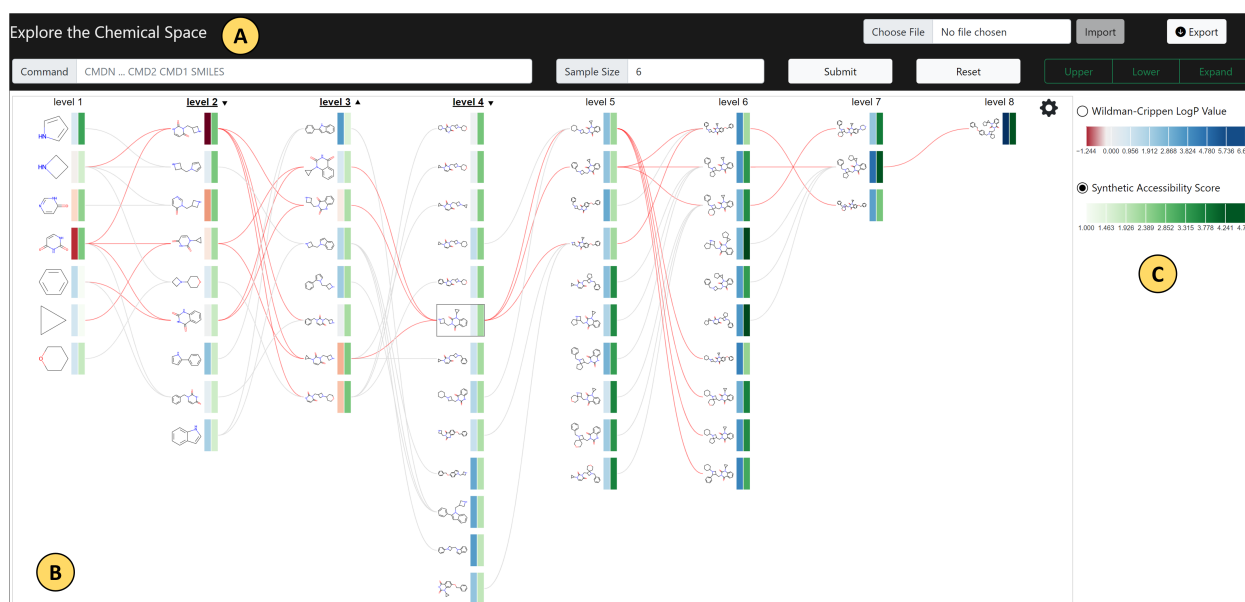 Explore the Chemical Space
A
Choose File No file chosen Import Export
Command CMDN ... CMD2 CMD1 SMILES Sample Size 6 Submit Reset Upper Lower Expand
level 1 level 2 ▼ level 3 ▲ level 4 ▼ level 5 level 6 level 7 level 8
Wildman-Crippen LogP Value
−1.244 0.000 0.956 1.912 2.868 3.824 4.780 5.736 6.6
Synthetic Accessibility Score
1.000 1.463 1.926 2.389 2.852 3.315 3.778 4.241 4.7
C
B